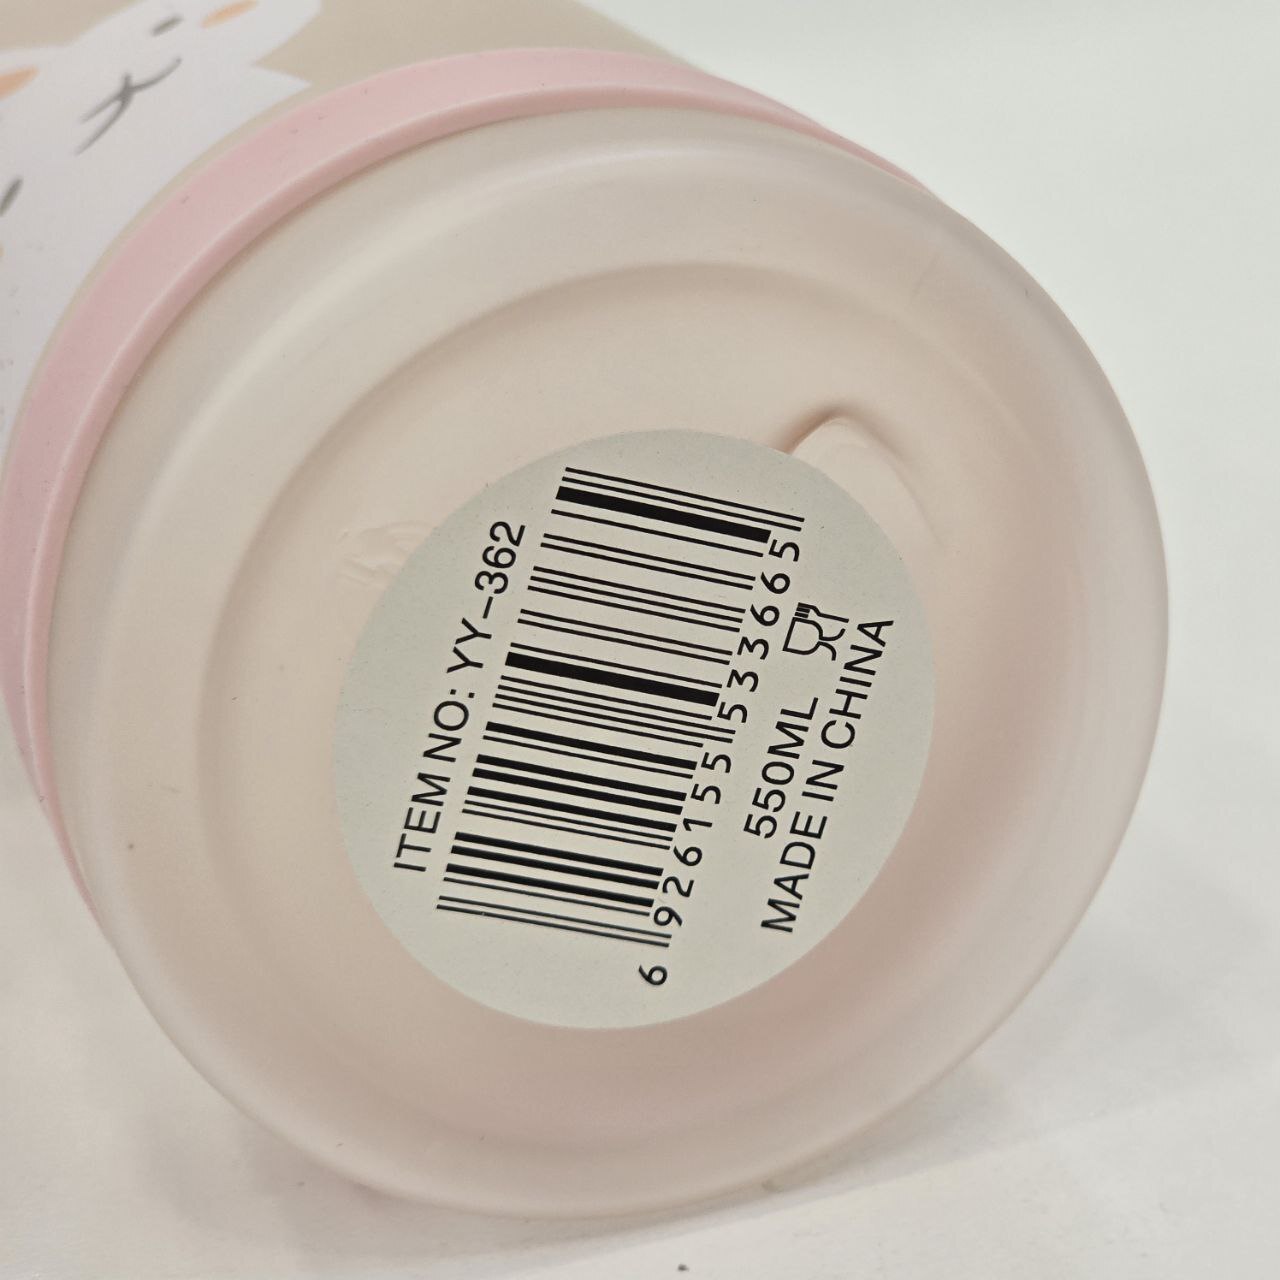 ITEM NO: YY-362
6 926155 533665
550ML
MADE IN CHINA